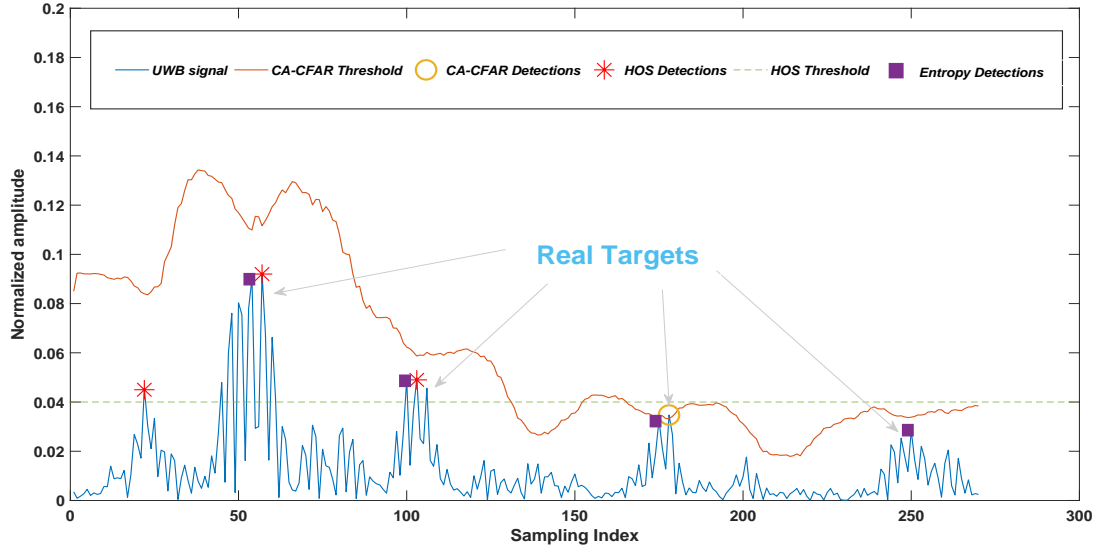 0.2
0.18
0.16
0.14
0.12
0.1
0.08
0.06
0.04
0.02
0
Normalized amplitude
UWB signal CA-CFAR Threshold CA-CFAR Detections HOS Detections HOS Threshold Entropy Detections
Real Targets
0 50 100 150 200 250 300
Sampling Index